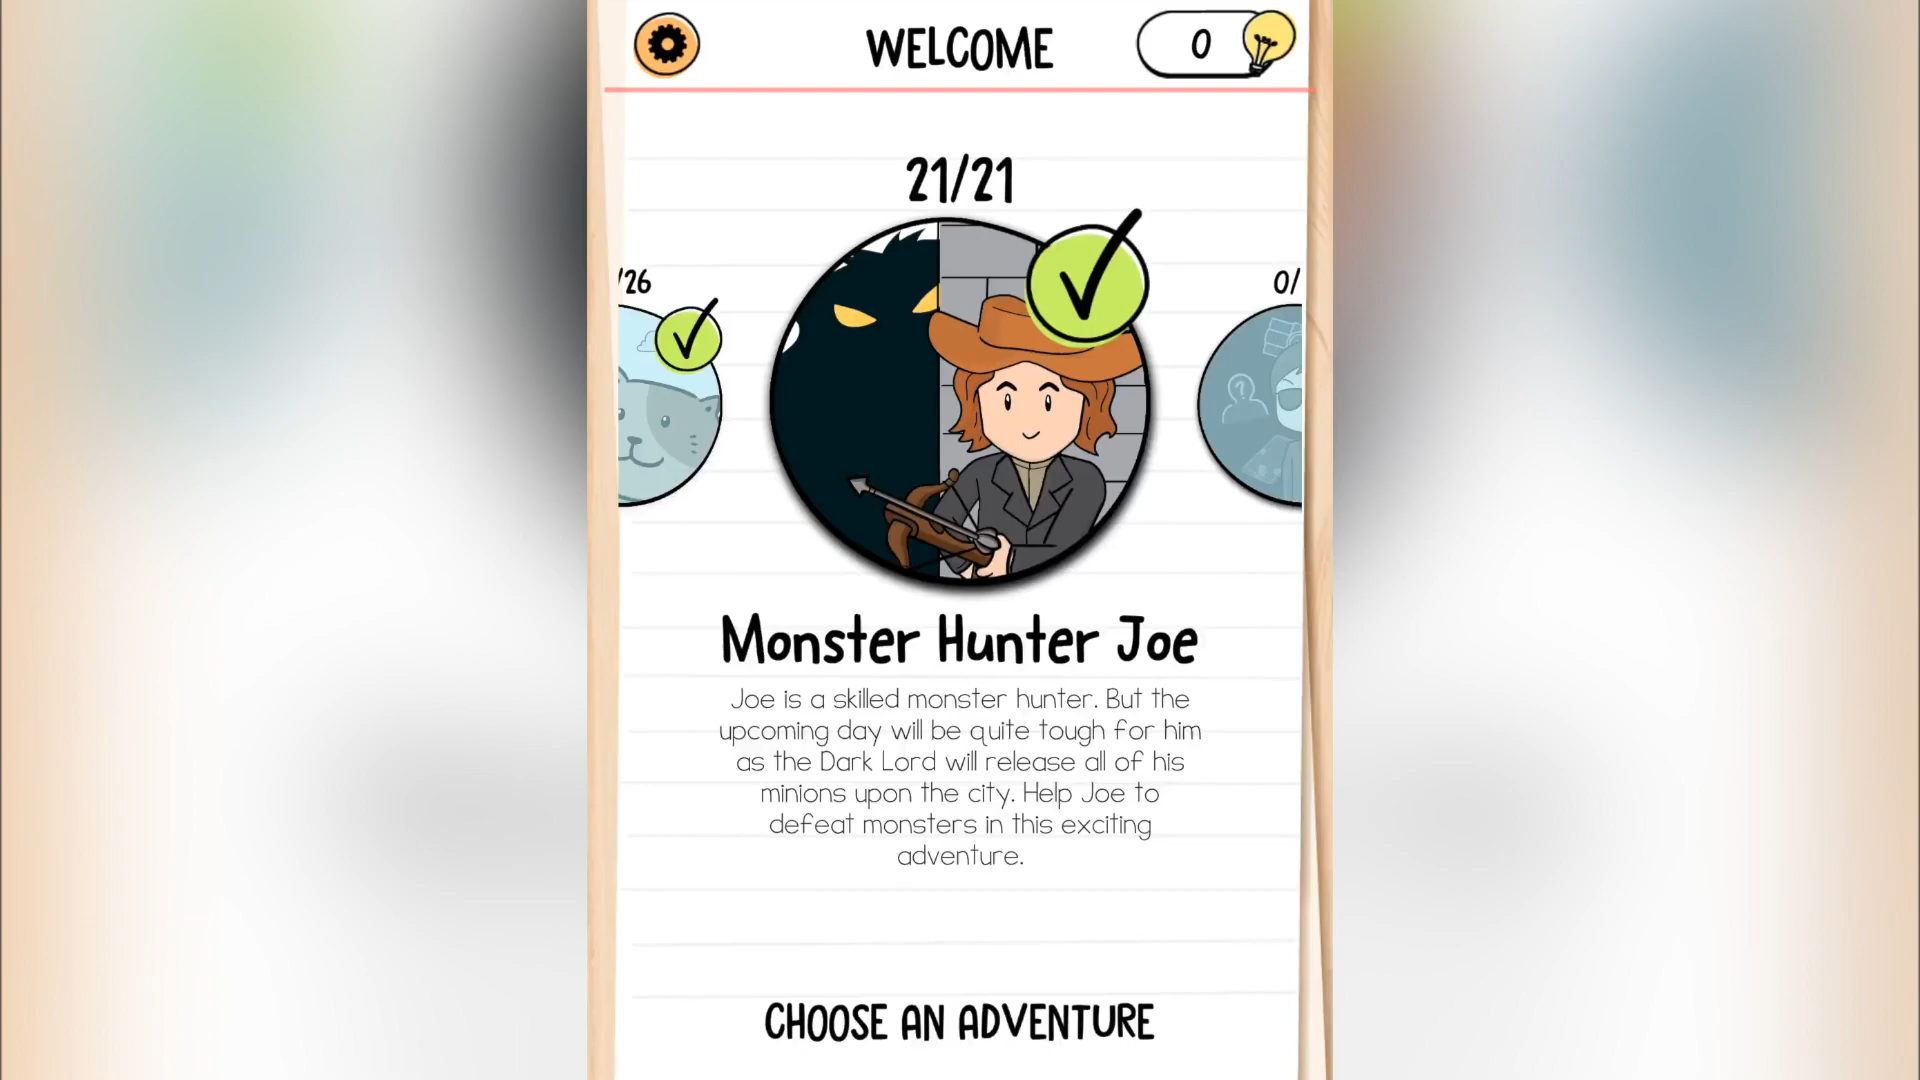 WELCOME
0
21/21
/26
0/
?
Monster Hunter Joe
Joe is a skilled monster hunter. But the
upcoming day will be quite tough for him
as the Dark Lord will release all of his
minions upon the city. Help Joe to
defeat monsters in this exciting
adventure.
CHOOSE AN ADVENTURE